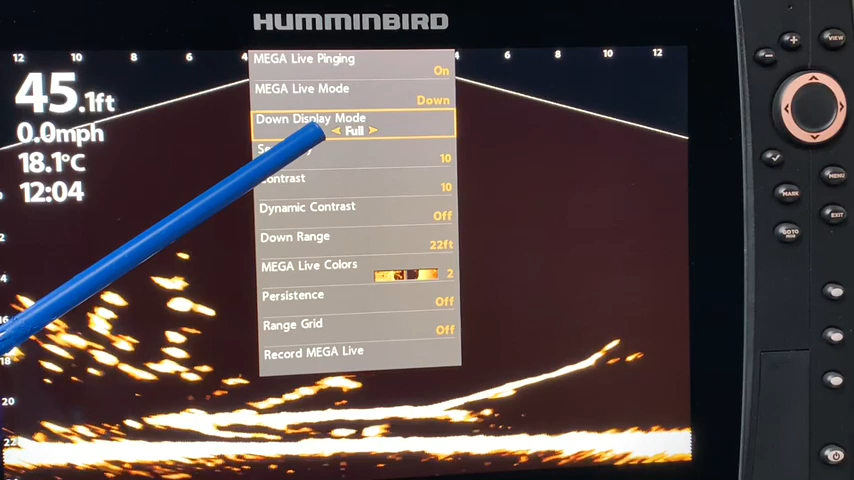 HUMMINBIRD
12 10 8 6 4 4 6 8 10 12
45.1ft
0.0mph
18.1°C
12:04
MEGA Live Pinging
On
MEGA Live Mode
Down
Down Display Mode
Full
10
Contrast
10
Dynamic Contrast
Off
Down Range
22ft
MEGA Live Colors
2
Persistence
Off
Range Grid
Off
Record MEGA Live
2
4
18
20
22
VIEW
MENU
MARK
EXIT
GO TO